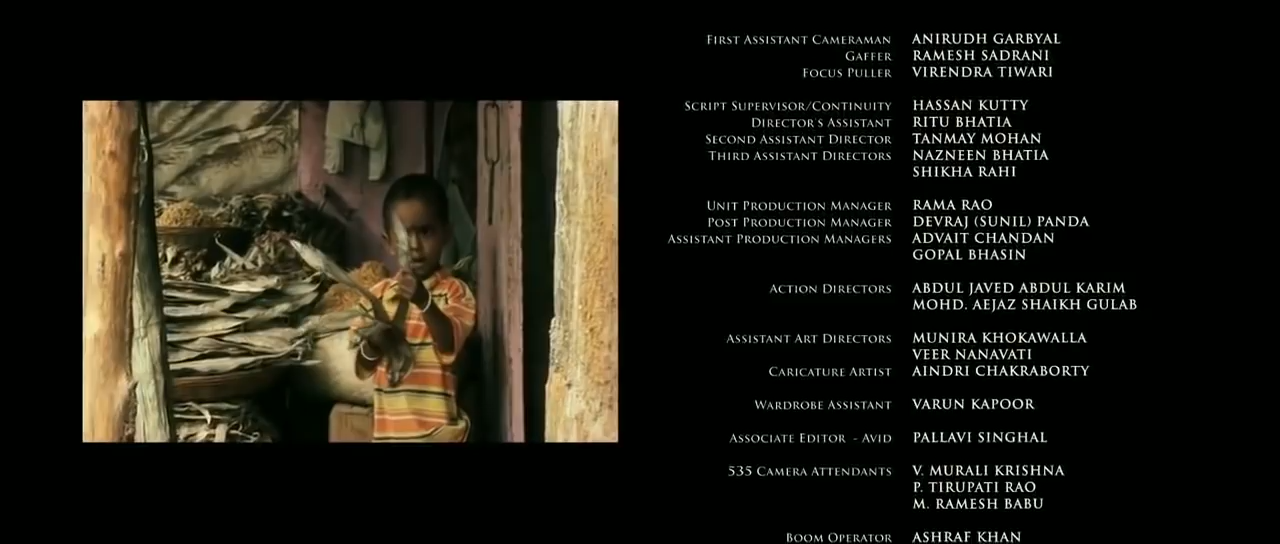 FIRST ASSISTANT CAMERAMAN ANIRUDH GARBYAL
GAFFER RAMESH SADRANI
FOCUS PULLER VIRENDRA TIWARI
SCRIPT SUPERVISOR/CONTINUITY HASSAN KUTTY
DIRECTOR'S ASSISTANT RITU BHATIA
SECOND ASSISTANT DIRECTOR TANMAY MOHAN
THIRD ASSISTANT DIRECTORS NAZNEEN BHATIA
SHIKHA RAHI
UNIT PRODUCTION MANAGER RAMA RAO
POST PRODUCTION MANAGER DEVRAJ (SUNIL) PANDA
ASSISTANT PRODUCTION MANAGERS ADVAIT CHANDAN
GOPAL BHASIN
ACTION DIRECTORS ABDUL JAVED ABDUL KARIM
MOHD. AEJAZ SHAIKH GULAB
ASSISTANT ART DIRECTORS MUNIRA KHOKAWALLA
VEER NANAVATI
CARICATURE ARTIST AINDRI CHAKRABORTY
WARDROBE ASSISTANT VARUN KAPOOR
ASSOCIATE EDITOR - AVID PALLAVI SINGHAL
535 CAMERA ATTENDANTS V. MURALI KRISHNA
P. TIRUPATI RAO
M. RAMESH BABU
BOOM OPERATOR ASHRAF KHAN